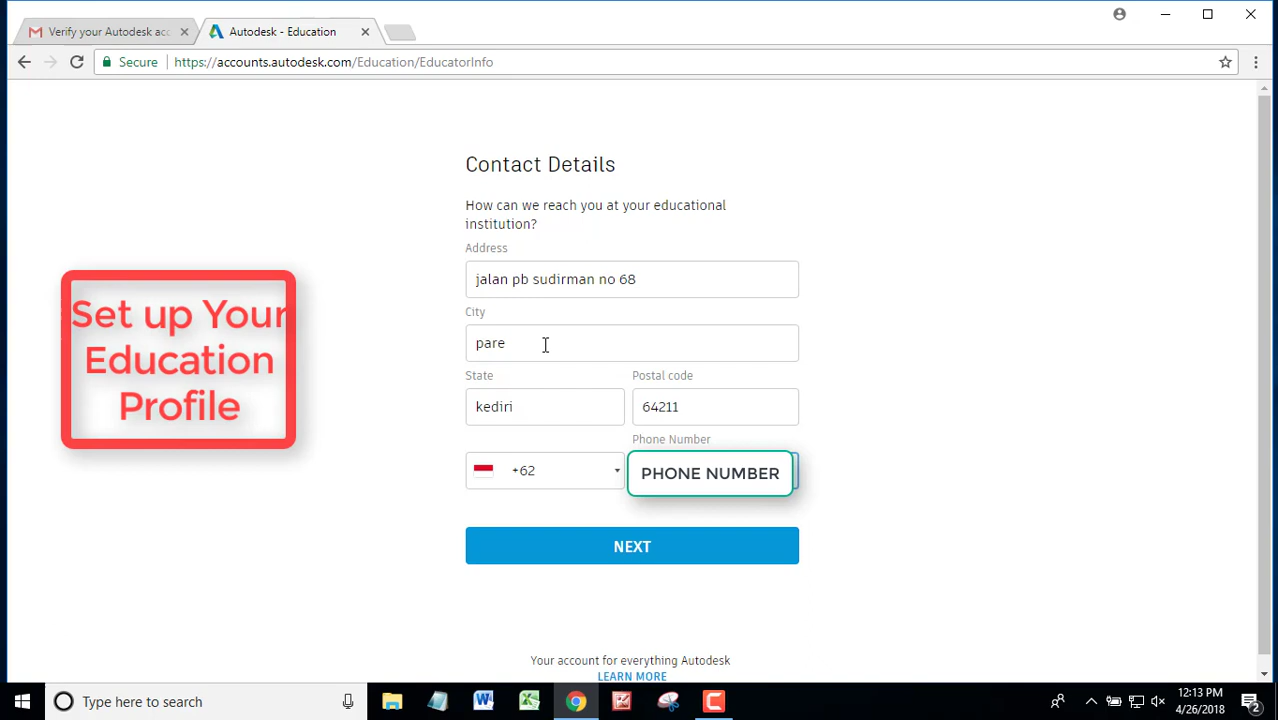 Verify your Autodesk acc
Autodesk - Education
Secure
https://accounts.autodesk.com/Education/EducatorInfo
Contact Details
How can we reach you at your educational
institution?
Address
jalan pb sudirman no 68
City
pare
State
Postal code
kediri
64211
Phone Number
+62
PHONE NUMBER
NEXT
Set up Your
Education
Profile
Your account for everything Autodesk
LEARN MORE
Type here to search
12:13 PM
4/26/2018
2